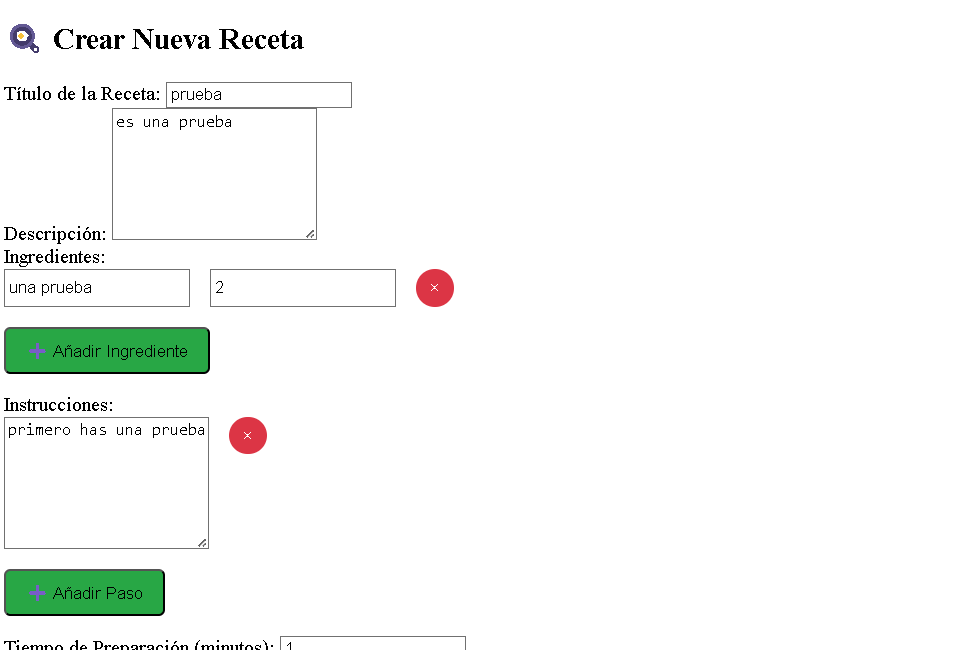 Crear Nueva Receta
Título de la Receta: prueba
es una prueba
Descripción:
Ingredientes:
una prueba 2 ×
Añadir Ingrediente
Instrucciones:
primero has una prueba ×
Añadir Paso
Tiempo de Preparación (minutos): 1